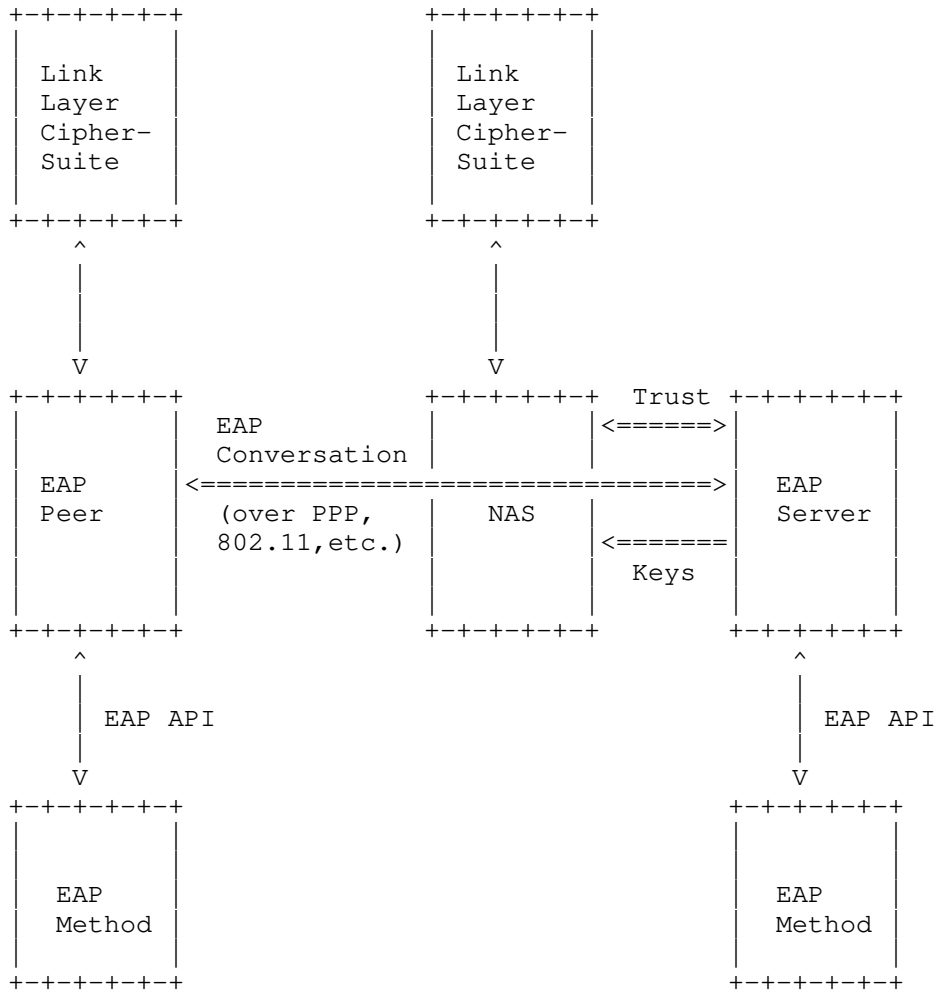 +-+-+-+-+-+               +-+-+-+-+-+
|         |               |         |
| Link    |               | Link    |
| Layer   |               | Layer   |
| Cipher- |               | Cipher- |
| Suite   |               | Suite   |
|         |               |         |
+-+-+-+-+-+               +-+-+-+-+-+
    ^                         ^
    |                         |
    |                         |
    |                         |
    V                         V
+-+-+-+-+-+               +-+-+-+-+-+  Trust +-+-+-+-+-+
|         |  EAP          |         |<======>|         |
|         |  Conversation |         |        |         |
|  EAP    |<================================>|  EAP    |
|  Peer   |  (over PPP,   |   NAS   |        |  Server |
|         |  802.11,etc.) |         |<=======|         |
|         |               |         |  Keys  |         |
|         |               |         |        |         |
+-+-+-+-+-+               +-+-+-+-+-+        +-+-+-+-+-+
    ^                                            ^
    |                                            |
    | EAP API                                    | EAP API
    |                                            |
    V                                            V
+-+-+-+-+-+                                  +-+-+-+-+-+
|         |                                  |         |
|         |                                  |         |
|  EAP    |                                  |  EAP    |
|  Method |                                  |  Method |
|         |                                  |         |
+-+-+-+-+-+                                  +-+-+-+-+-+